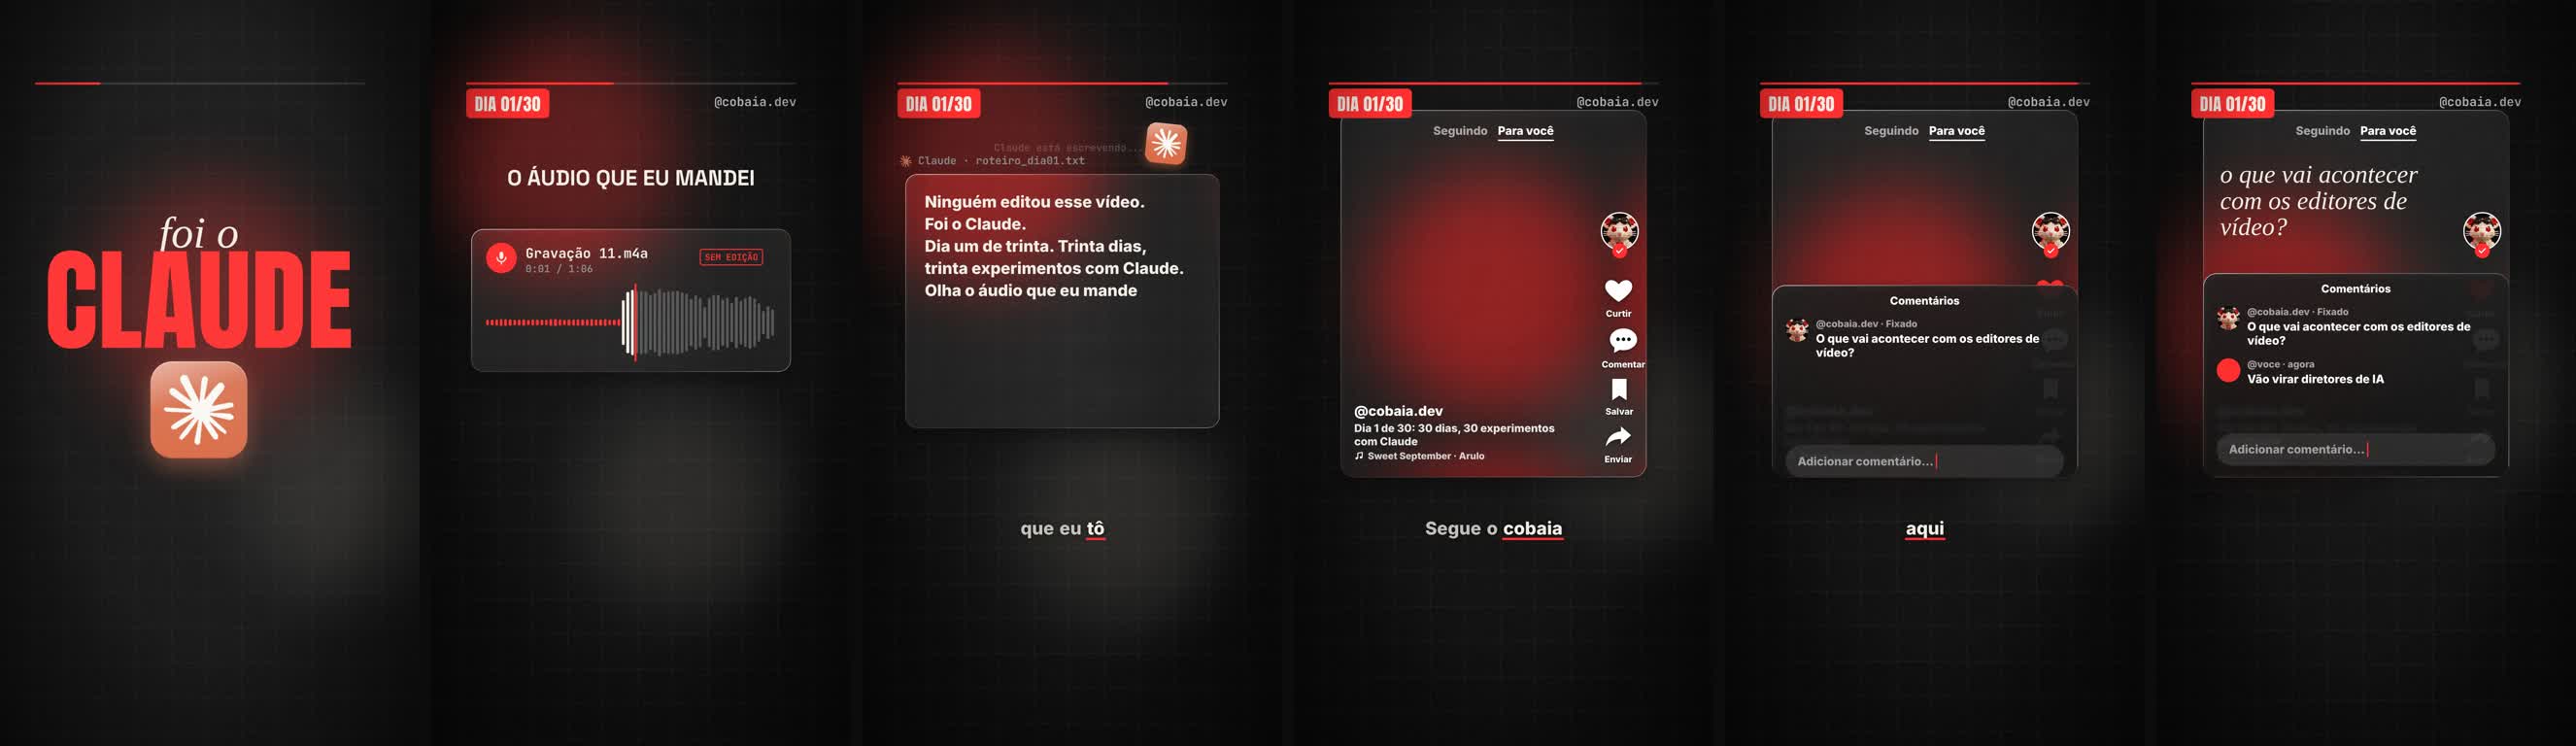 foi o
CLAUDE
DIA 01/30
@cobaia.dev
O ÁUDIO QUE EU MANDEI
Gravação 11.m4a
0:01 / 1:06
SEM EDIÇÃO
DIA 01/30
@cobaia.dev
Claude está escrevendo...
Claude · roteiro_dia01.txt
Ninguém editou esse vídeo.
Foi o Claude.
Dia um de trinta. Trinta dias,
trinta experimentos com Claude.
Olha o áudio que eu mande
que eu tô
DIA 01/30
@cobaia.dev
Seguindo Para você
Curtir
Comentar
Salvar
Enviar
@cobaia.dev
Dia 1 de 30: 30 dias, 30 experimentos
com Claude
Sweet September · Arulo
Segue o cobaia
DIA 01/30
@cobaia.dev
Seguindo Para você
Comentários
@cobaia.dev · Fixado
O que vai acontecer com os editores de
vídeo?
Adicionar comentário...
aqui
DIA 01/30
@cobaia.dev
Seguindo Para você
o que vai acontecer
com os editores de
vídeo?
Comentários
@cobaia.dev · Fixado
O que vai acontecer com os editores de
vídeo?
@voce · agora
Vão virar diretores de IA
Adicionar comentário...